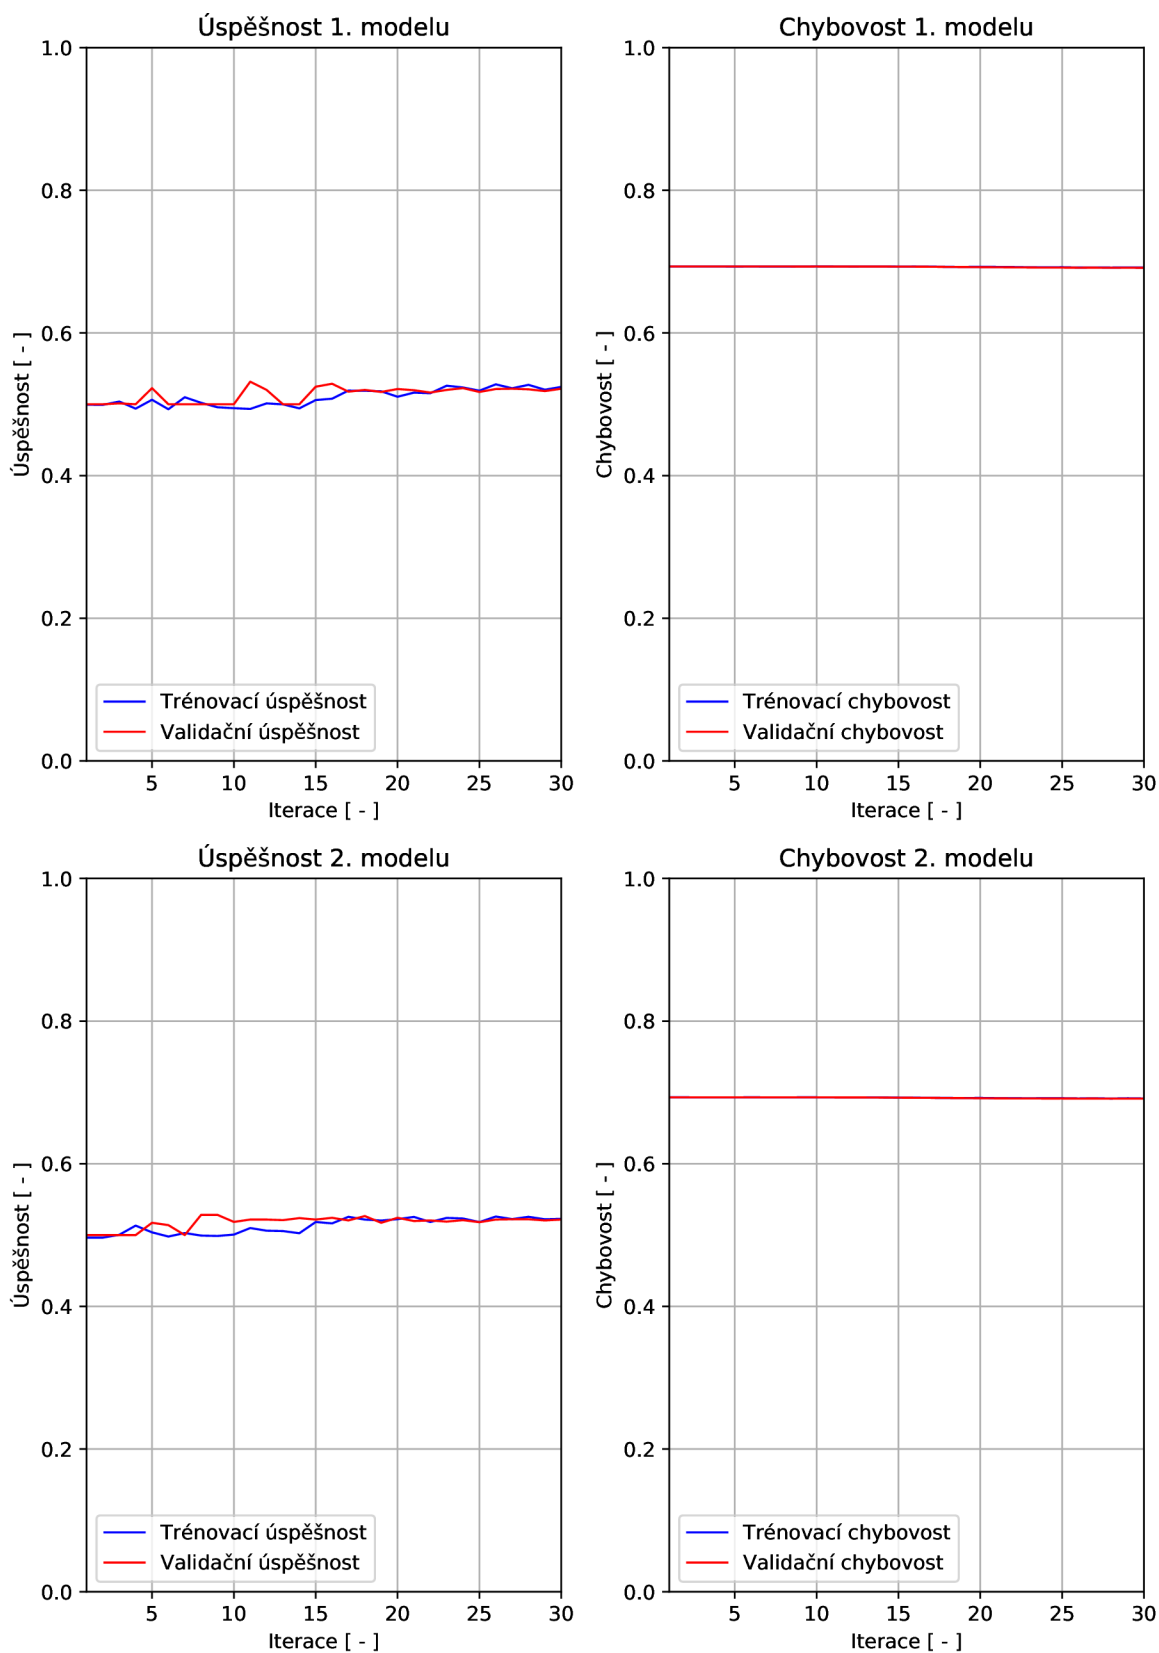 Úspěšnost 1. modelu
1.0
0.8
0.6
0.4
0.2
0.0
Úspěšnost [ - ]
Trénovací úspěšnost
Validační úspěšnost
5 10 15 20 25 30
Iterace [ - ]
Chybovost 1. modelu
1.0
0.8
0.6
0.4
0.2
0.0
Chybovost [ - ]
Trénovací chybovost
Validační chybovost
5 10 15 20 25 30
Iterace [ - ]
Úspěšnost 2. modelu
1.0
0.8
0.6
0.4
0.2
0.0
Úspěšnost [ - ]
Trénovací úspěšnost
Validační úspěšnost
5 10 15 20 25 30
Iterace [ - ]
Chybovost 2. modelu
1.0
0.8
0.6
0.4
0.2
0.0
Chybovost [ - ]
Trénovací chybovost
Validační chybovost
5 10 15 20 25 30
Iterace [ - ]